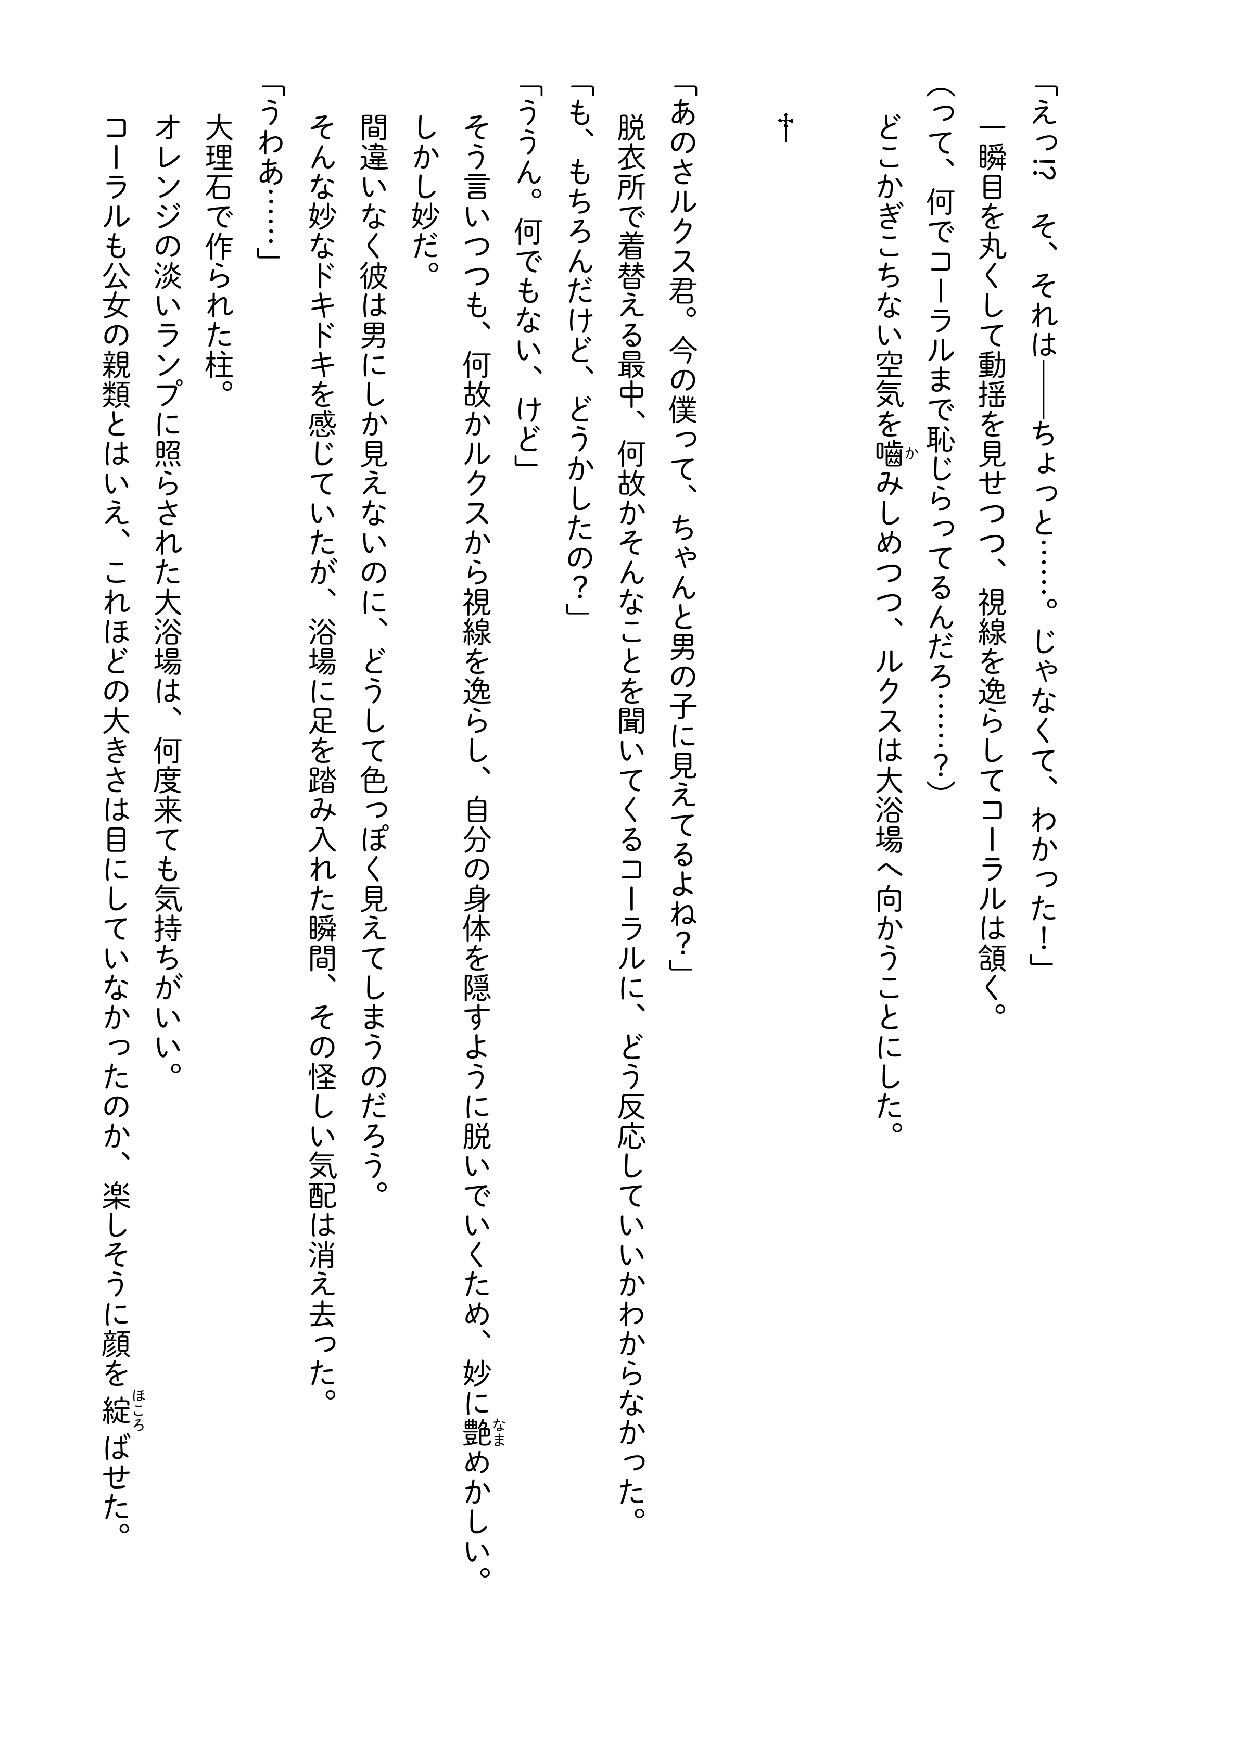 「えっ!?　そ、それは――ちょっと……。じゃなくて、わかった！」
　一瞬目を丸くして動揺を見せつつ、視線を逸らしてコーラルは頷く。
（って、何でコーラルまで恥じらってるんだろ……？）
　どこかぎこちない空気を噛みしめつつ、ルクスは大浴場へ向かうことにした。
†
「あのさルクス君。今の僕って、ちゃんと男の子に見えてるよね？」
　脱衣所で着替える最中、何故かそんなことを聞いてくるコーラルに、どう反応していいかわからなかった。
「も、もちろんだけど、どうかしたの？」
「ううん。何でもない、けど」
　そう言いつつも、何故かルクスから視線を逸らし、自分の身体を隠すように脱いでいくため、妙に艶めかしい。
　しかし妙だ。
　間違いなく彼は男にしか見えないのに、どうして色っぽく見えてしまうのだろう。
　そんな妙なドキドキを感じていたが、浴場に足を踏み入れた瞬間、その怪しい気配は消え去った。
「うわあ……」
　大理石で作られた柱。
　オレンジの淡いランプに照らされた大浴場は、何度来ても気持ちがいい。
　コーラルも公女の親類とはいえ、これほどの大きさは目にしていなかったのか、楽しそうに顔を綻ばせた。